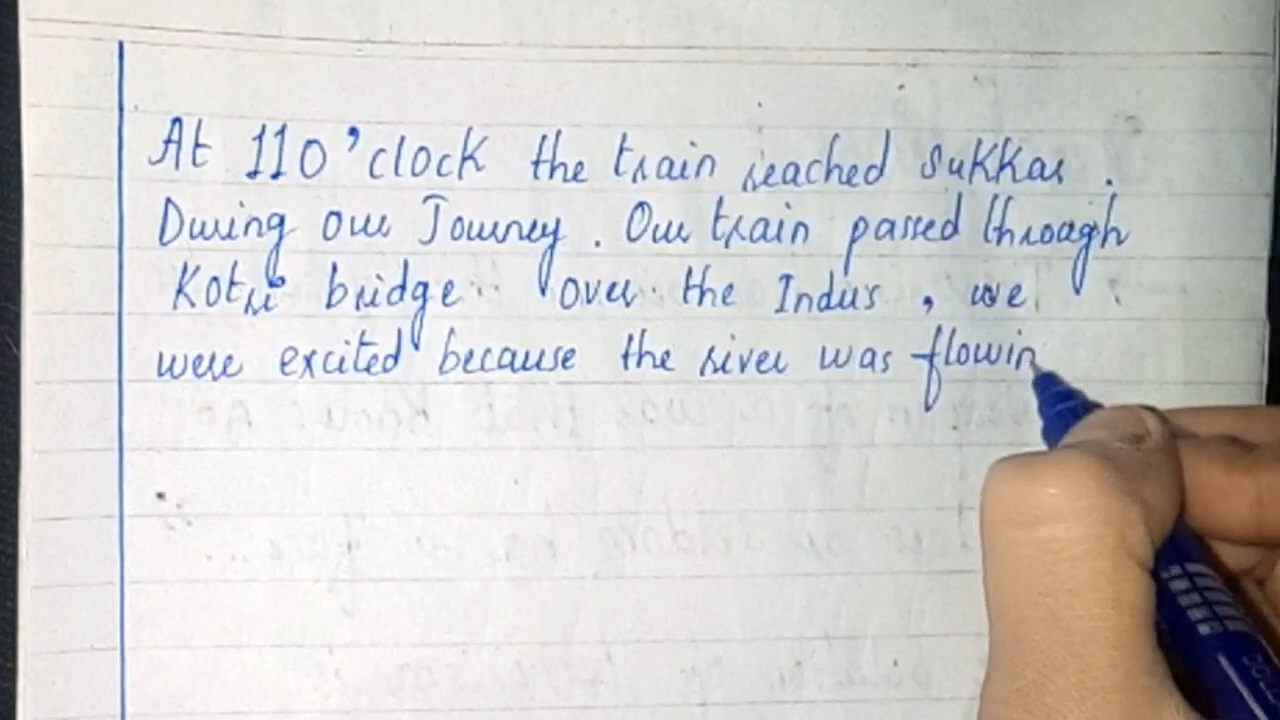 At 11 O'clock the train reached Sukkar.
During our Journey. Our train passed through
Kotri bridge over the Indus, we
were excited because the river was flowin